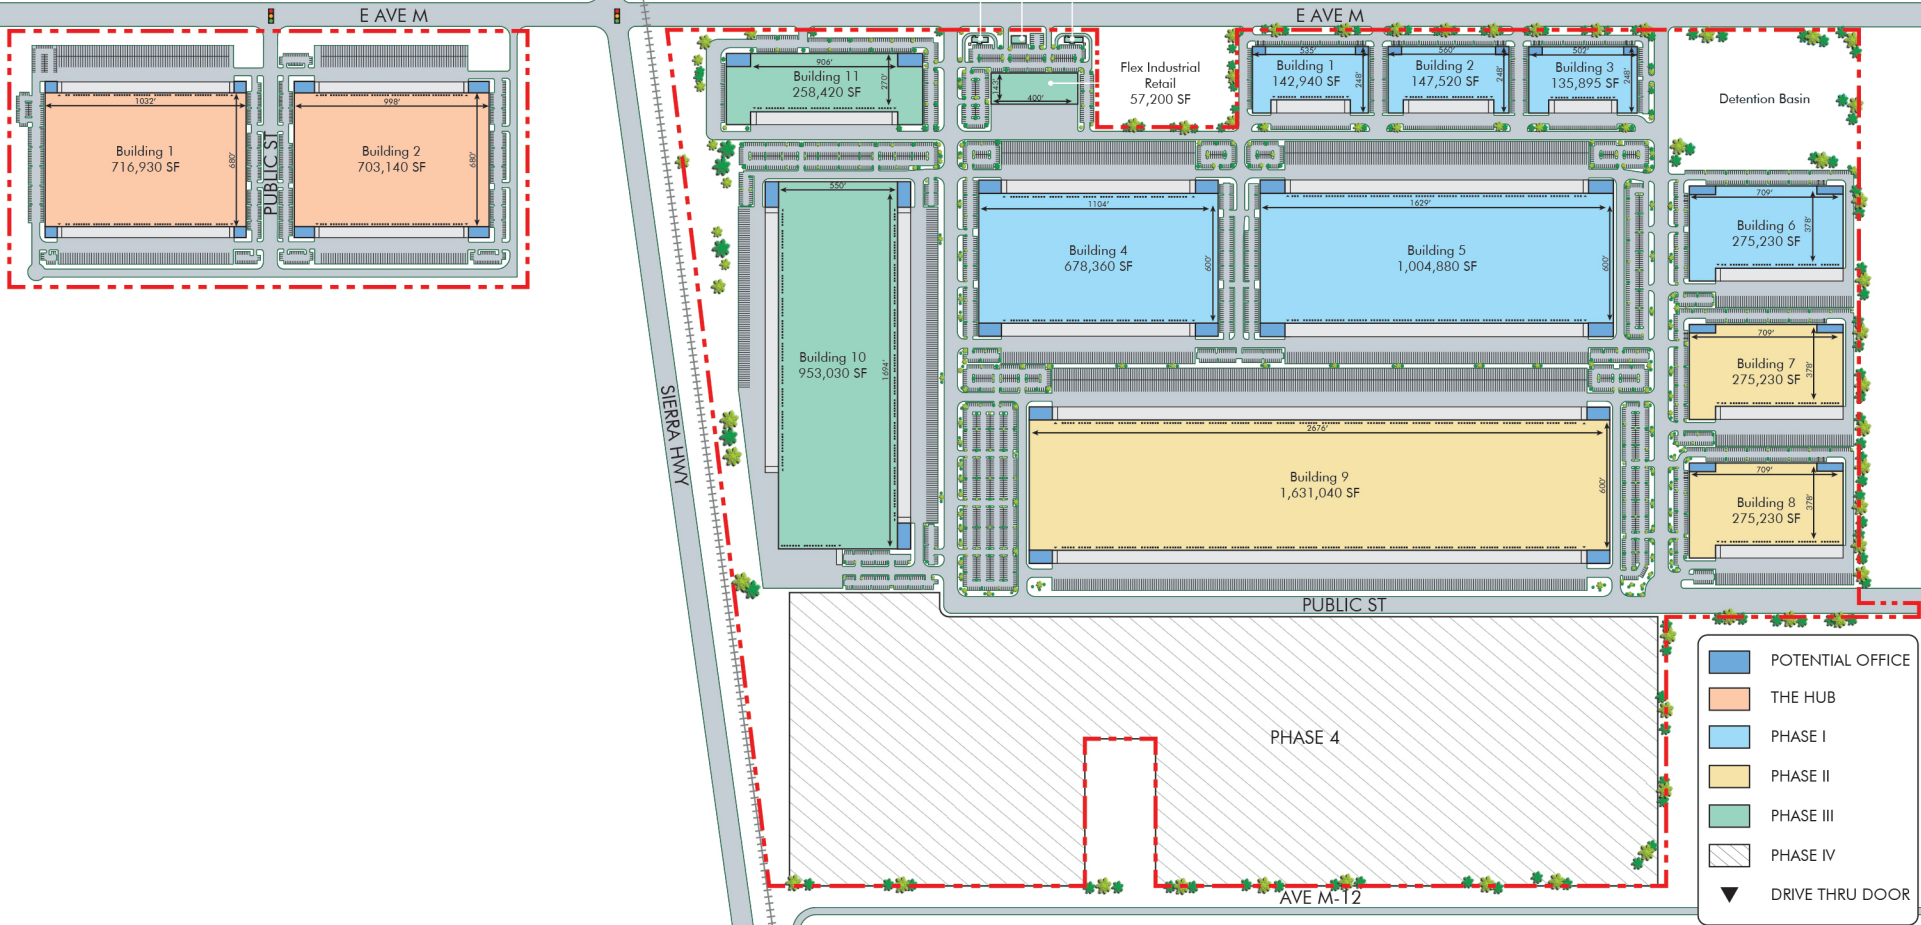 E AVE M
E AVE M
1032'
Building 1
716,930 SF
680'
PUBLIC ST
998'
Building 2
703,140 SF
680'
SIERRA HWY
906'
Building 11
258,420 SF
270'
143'
400'
Flex Industrial
Retail
57,200 SF
535'
Building 1
142,940 SF
248'
560'
Building 2
147,520 SF
248'
502'
Building 3
135,895 SF
248'
Detention Basin
550'
Building 10
953,030 SF
1694'
1104'
Building 4
678,360 SF
600'
1629'
Building 5
1,004,880 SF
600'
709'
Building 6
275,230 SF
378'
709'
Building 7
275,230 SF
378'
2676'
Building 9
1,631,040 SF
600'
709'
Building 8
275,230 SF
378'
PUBLIC ST
PHASE 4
AVE M-12
POTENTIAL OFFICE
THE HUB
PHASE I
PHASE II
PHASE III
PHASE IV
DRIVE THRU DOOR